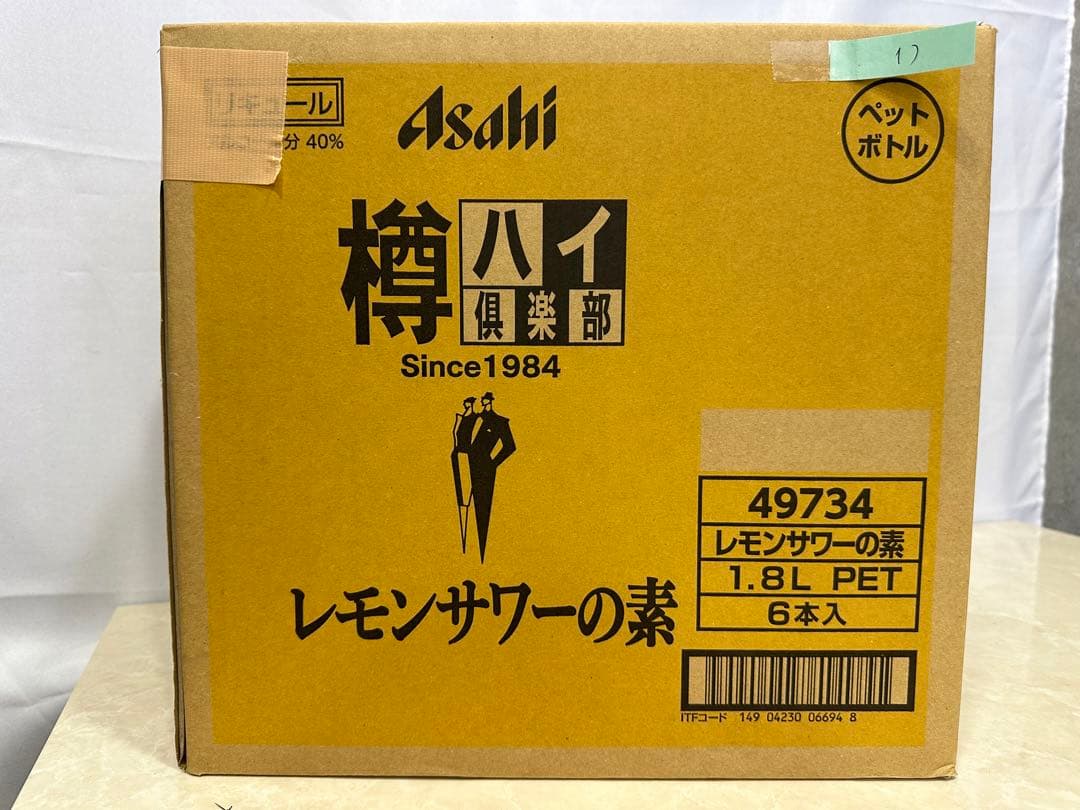 リキュール
分 40%
Asahi
ペット
ボトル
樽ハイ
倶楽部
Since1984
レモンサワーの素
49734
レモンサワーの素
1.8L PET
6本入
ITFコード 149 04230 06694 8